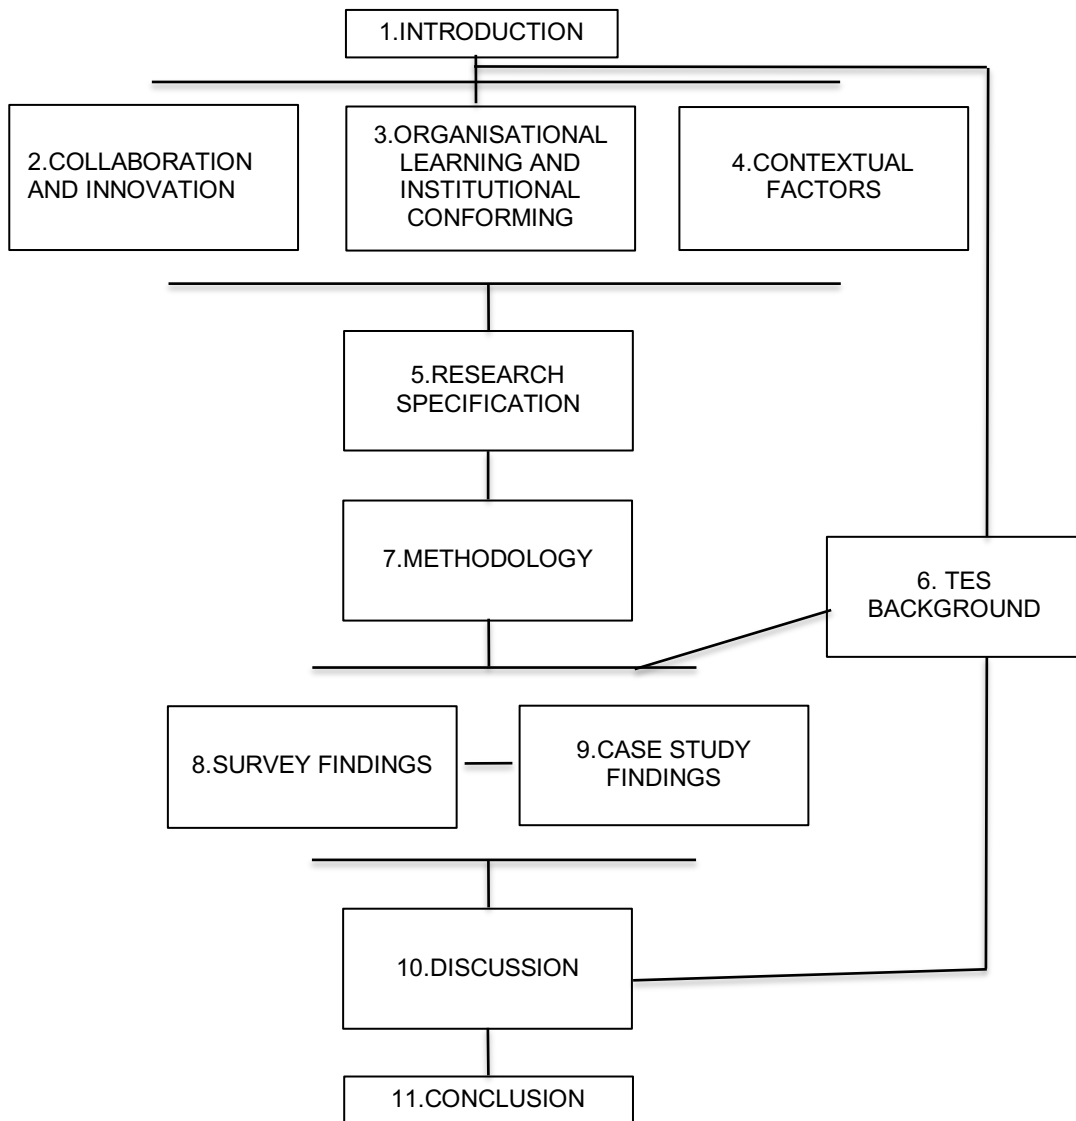 1.INTRODUCTION
2.COLLABORATION
AND INNOVATION
3.ORGANISATIONAL
LEARNING AND
INSTITUTIONAL
CONFORMING
4.CONTEXTUAL
FACTORS
5.RESEARCH
SPECIFICATION
7.METHODOLOGY
6. TES
BACKGROUND
8.SURVEY FINDINGS
9.CASE STUDY
FINDINGS
10.DISCUSSION
11.CONCLUSION